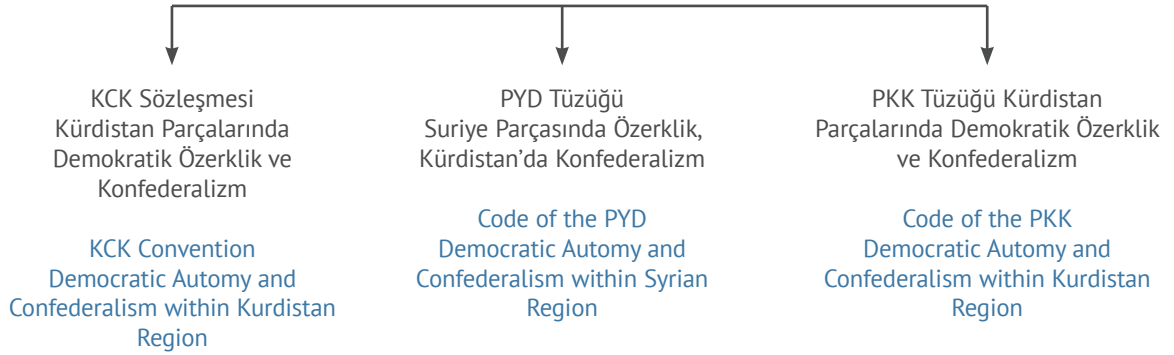 KCK Sözleşmesi
Kürdistan Parçalarında
Demokratik Özerklik ve
Konfederalizm
KCK Convention
Democratic Automy and
Confederalism within Kurdistan
Region
PYD Tüzüğü
Suriye Parçasında Özerklik,
Kürdistan’da Konfederalizm
Code of the PYD
Democratic Automy and
Confederalism within Syrian
Region
PKK Tüzüğü Kürdistan
Parçalarında Demokratik Özerklik
ve Konfederalizm
Code of the PKK
Democratic Automy and
Confederalism within Kurdistan
Region